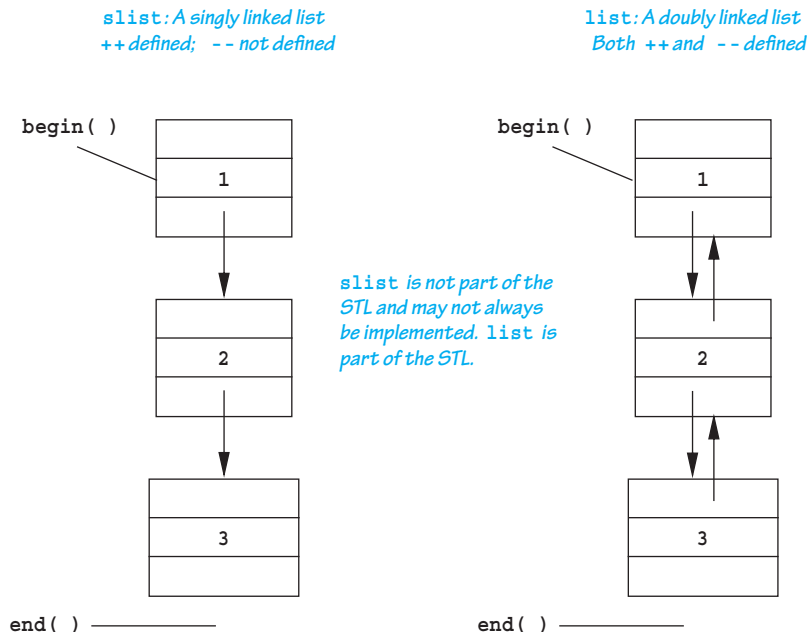 slist: A singly linked list
++ defined; -- not defined
list: A doubly linked list
Both ++ and -- defined
begin( )
1
2
3
end( )
slist is not part of the
STL and may not always
be implemented. list is
part of the STL.
begin( )
1
2
3
end( )